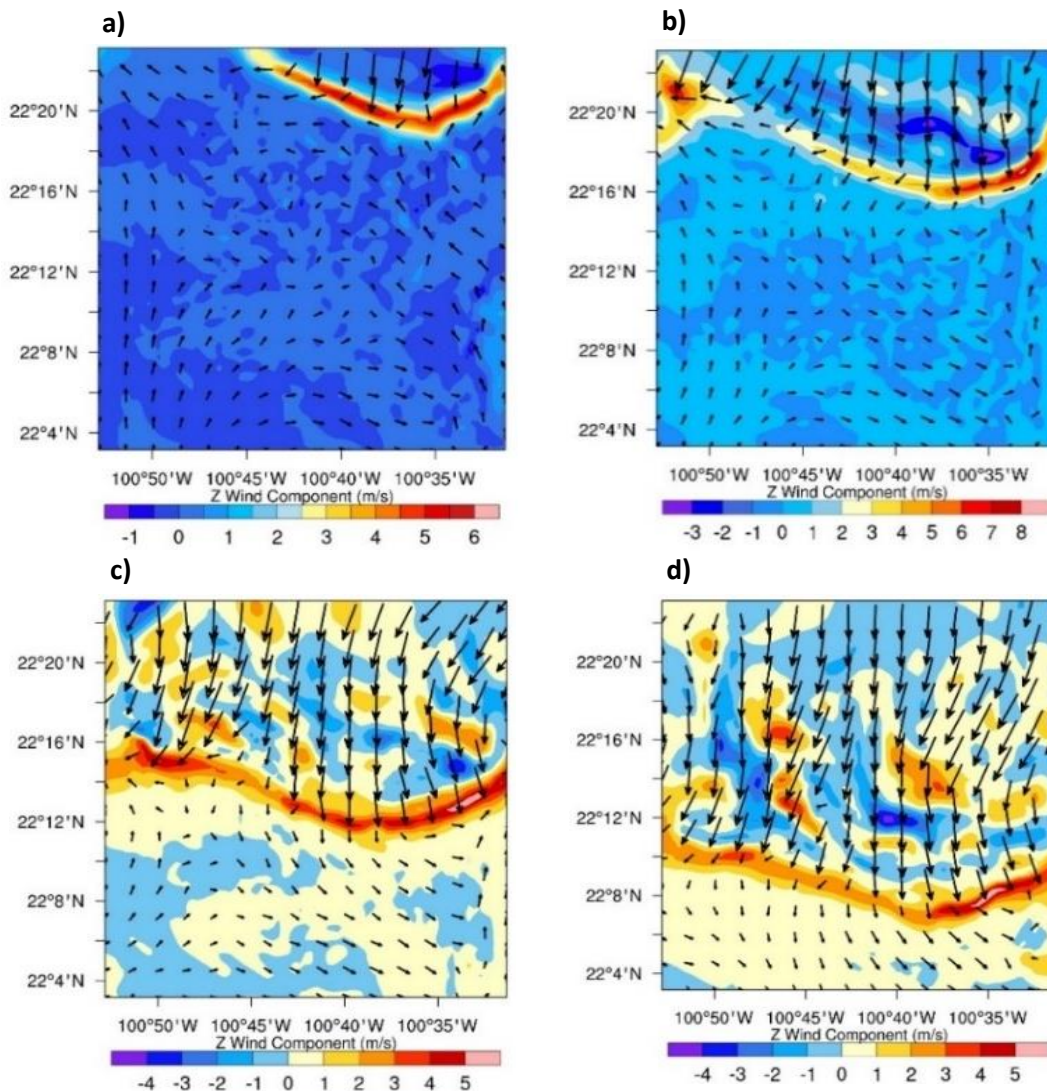 a)
22°20'N
22°16'N
22°12'N
22°8'N
22°4'N
100°50'W 100°45'W 100°40'W 100°35'W
Z Wind Component (m/s)
-1 0 1 2 3 4 5 6
b)
22°20'N
22°16'N
22°12'N
22°8'N
22°4'N
100°50'W 100°45'W 100°40'W 100°35'W
Z Wind Component (m/s)
-3 -2 -1 0 1 2 3 4 5 6 7 8
c)
22°20'N
22°16'N
22°12'N
22°8'N
22°4'N
100°50'W 100°45'W 100°40'W 100°35'W
Z Wind Component (m/s)
-4 -3 -2 -1 0 1 2 3 4 5
d)
22°20'N
22°16'N
22°12'N
22°8'N
22°4'N
100°50'W 100°45'W 100°40'W 100°35'W
Z Wind Component (m/s)
-4 -3 -2 -1 0 1 2 3 4 5